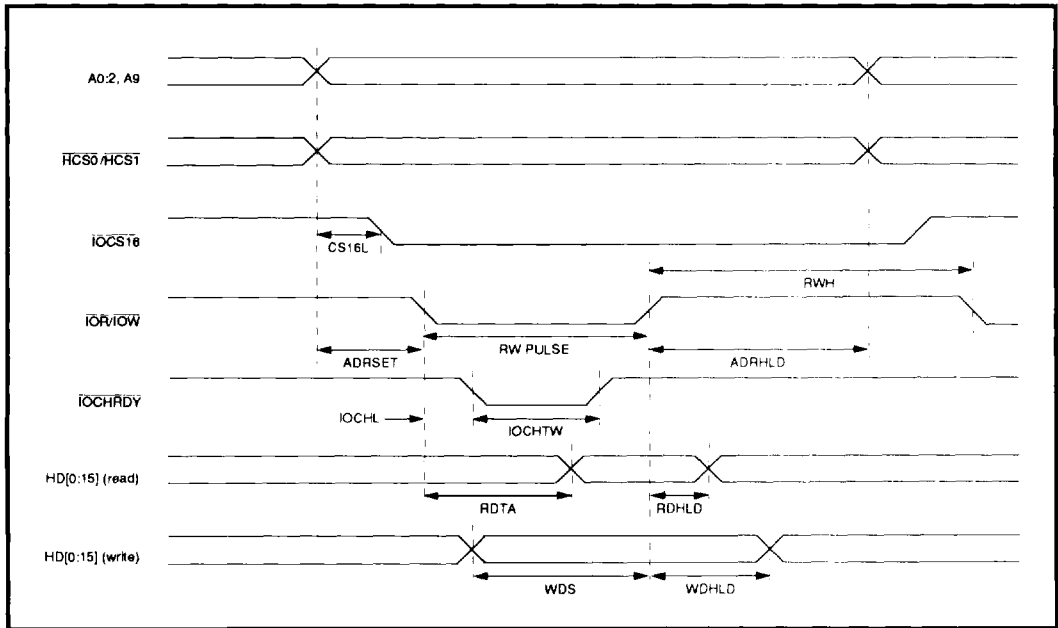 A0:2, A9
HCS0/HCS1
IOCS16
CS16L
RWH
IOR/IOW
ADRSET
RW PULSE
ADRHLD
IOCHRDY
IOCHL
IOCHTW
HD[0:15] (read)
RDTA
RDHLD
HD[0:15] (write)
WDS
WDHLD